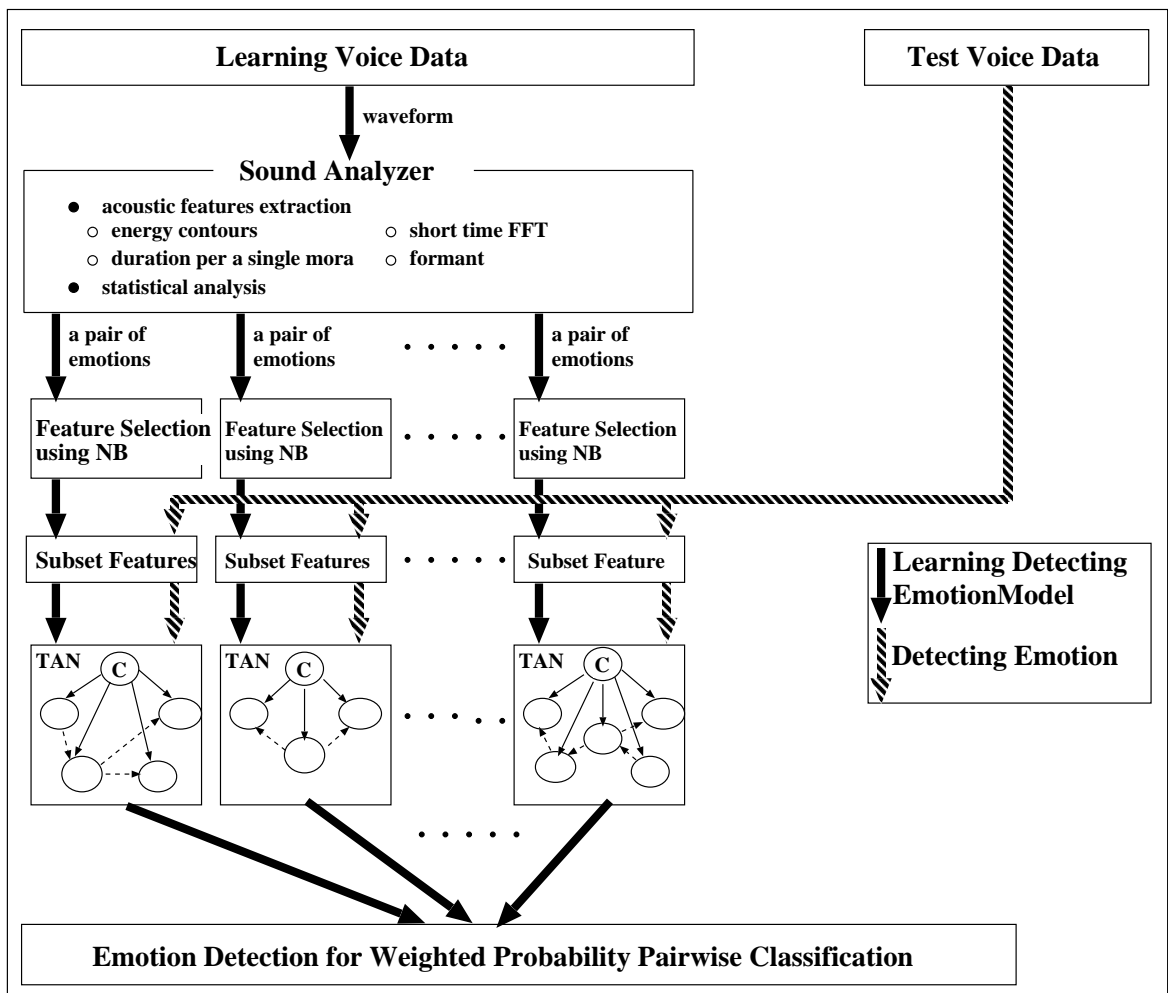 Learning Voice Data
Test Voice Data
waveform
Sound Analyzer
● acoustic features extraction
○ energy contours
○ short time FFT
○ duration per a single mora
○ formant
● statistical analysis
a pair of
emotions
a pair of
emotions
. . . . .
a pair of
emotions
Feature Selection
using NB
Feature Selection
using NB
. . . . .
Feature Selection
using NB
Subset Features
Subset Features
. . . . .
Subset Feature
Learning Detecting
EmotionModel
Detecting Emotion
TAN
C
TAN
C
. . . . .
TAN
C
. . . . .
Emotion Detection for Weighted Probability Pairwise Classification